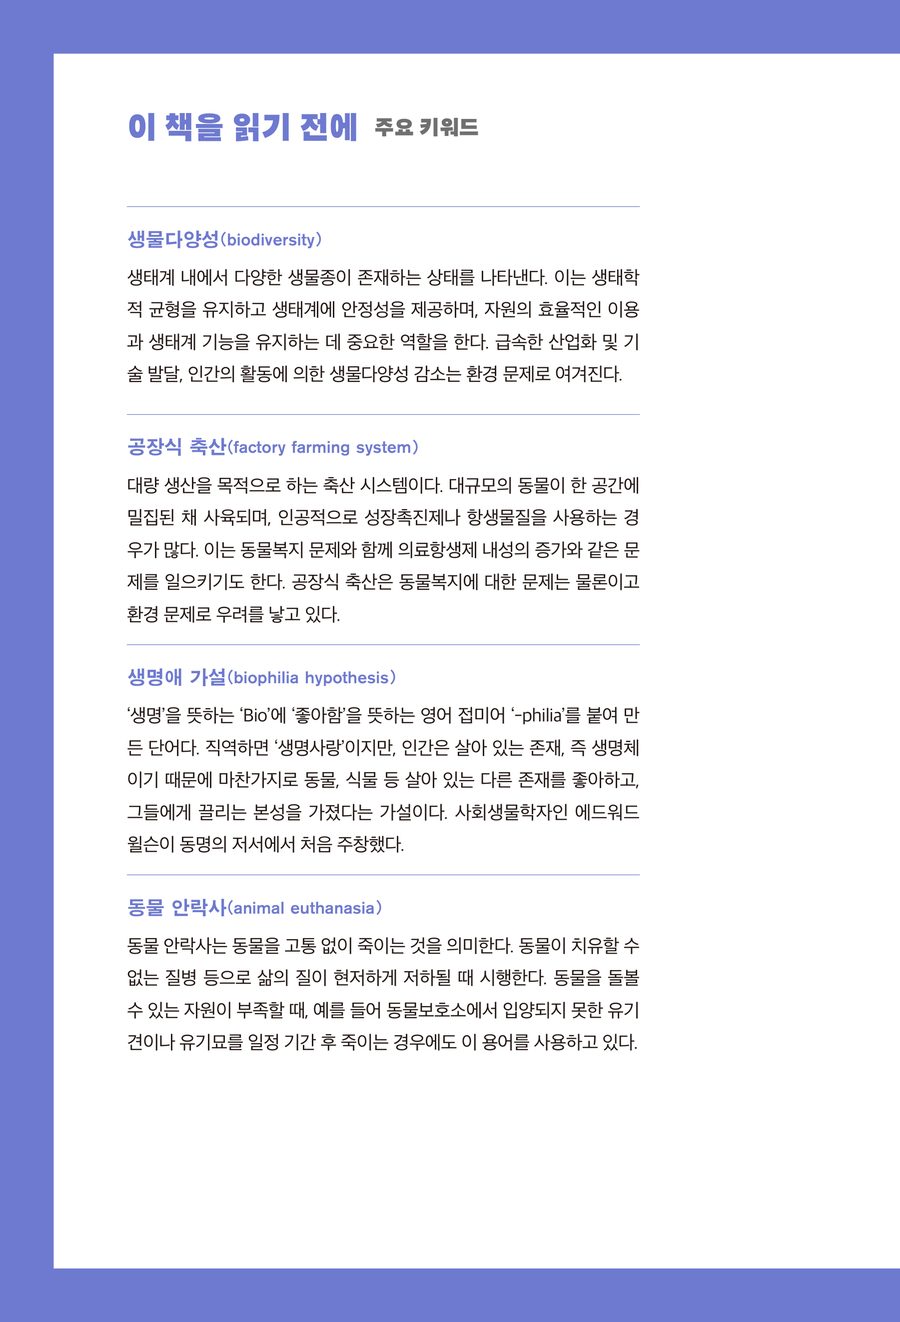 이 책을 읽기 전에 주요 키워드
생물다양성(biodiversity)
생태계 내에서 다양한 생물종이 존재하는 상태를 나타낸다. 이는 생태학
적 균형을 유지하고 생태계에 안정성을 제공하며, 자원의 효율적인 이용
과 생태계 기능을 유지하는 데 중요한 역할을 한다. 급속한 산업화 및 기
술 발달, 인간의 활동에 의한 생물다양성 감소는 환경 문제로 여겨진다.
공장식 축산(factory farming system)
대량 생산을 목적으로 하는 축산 시스템이다. 대규모의 동물이 한 공간에
밀집된 채 사육되며, 인공적으로 성장촉진제나 항생물질을 사용하는 경
우가 많다. 이는 동물복지 문제와 함께 의료항생제 내성의 증가와 같은 문
제를 일으키기도 한다. 공장식 축산은 동물복지에 대한 문제는 물론이고
환경 문제로 우려를 낳고 있다.
생명애 가설(biophilia hypothesis)
‘생명’을 뜻하는 ‘Bio’에 ‘좋아함’을 뜻하는 영어 접미어 ‘-philia’를 붙여 만
든 단어다. 직역하면 ‘생명사랑’이지만, 인간은 살아 있는 존재, 즉 생명체
이기 때문에 마찬가지로 동물, 식물 등 살아 있는 다른 존재를 좋아하고,
그들에게 끌리는 본성을 가졌다는 가설이다. 사회생물학자인 에드워드
윌슨이 동명의 저서에서 처음 주창했다.
동물 안락사(animal euthanasia)
동물 안락사는 동물을 고통 없이 죽이는 것을 의미한다. 동물이 치유할 수
없는 질병 등으로 삶의 질이 현저하게 저하될 때 시행한다. 동물을 돌볼
수 있는 자원이 부족할 때, 예를 들어 동물보호소에서 입양되지 못한 유기
견이나 유기묘를 일정 기간 후 죽이는 경우에도 이 용어를 사용하고 있다.